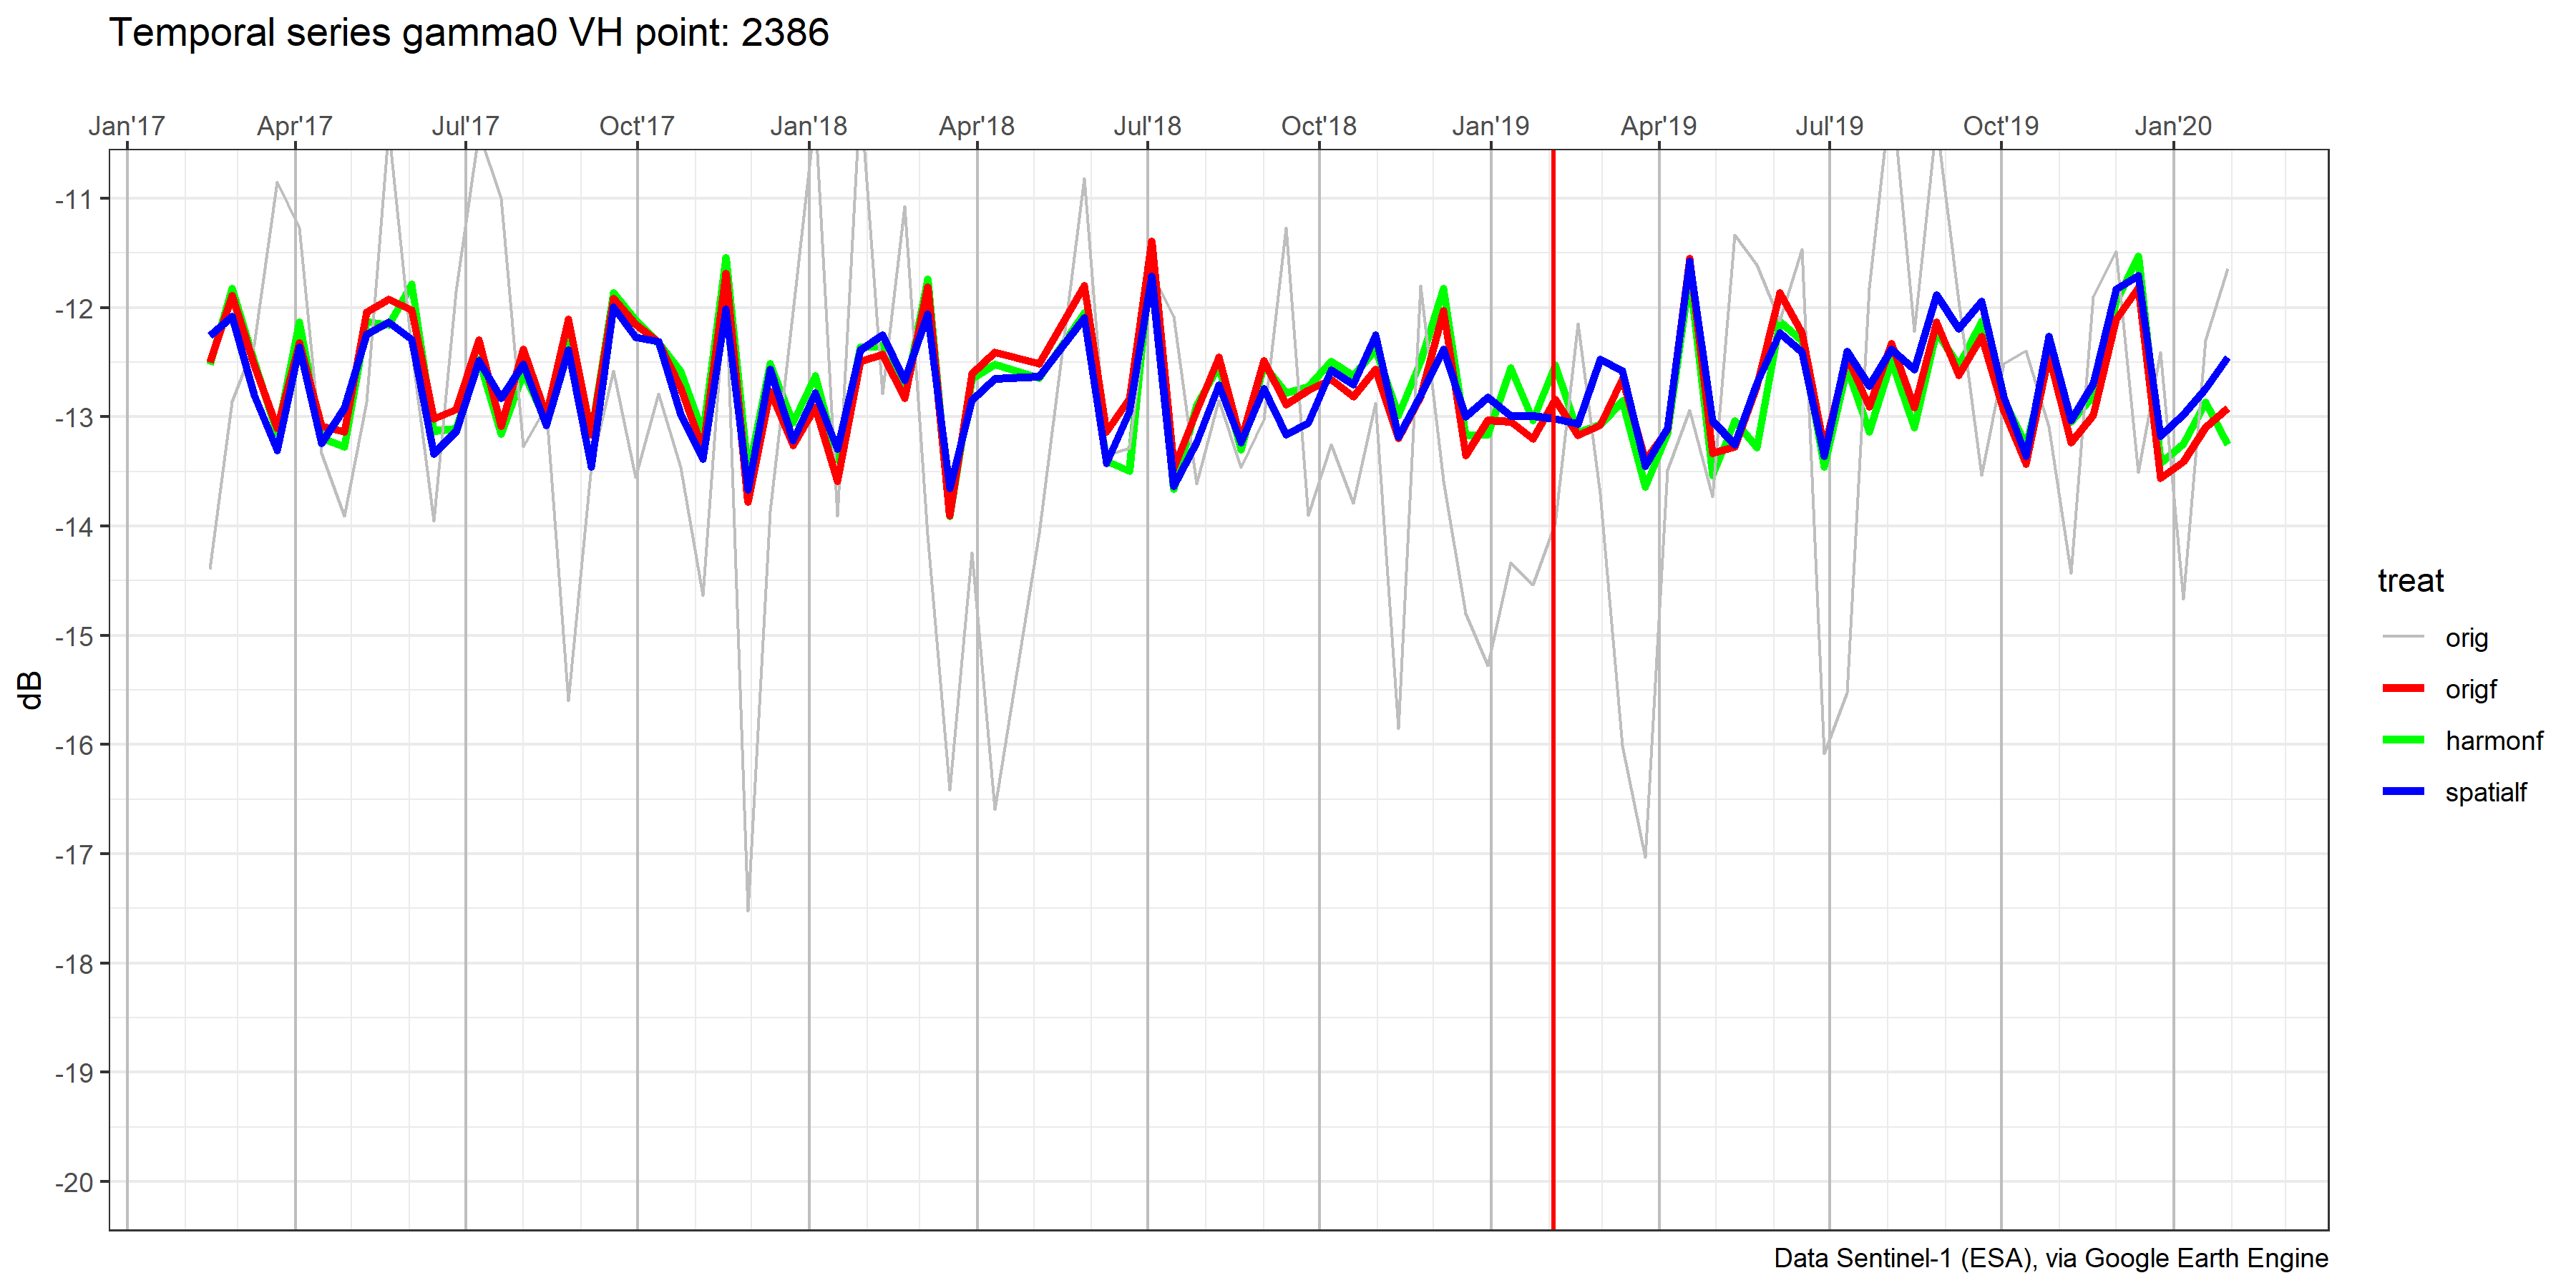 Temporal series gamma0 VH point: 2386
Jan'17 Apr'17 Jul'17 Oct'17 Jan'18 Apr'18 Jul'18 Oct'18 Jan'19 Apr'19 Jul'19 Oct'19 Jan'20
-11
-12
-13
-14
-15
-16
-17
-18
-19
-20
dB
treat
orig
origf
harmonf
spatialf
Data Sentinel-1 (ESA), via Google Earth Engine